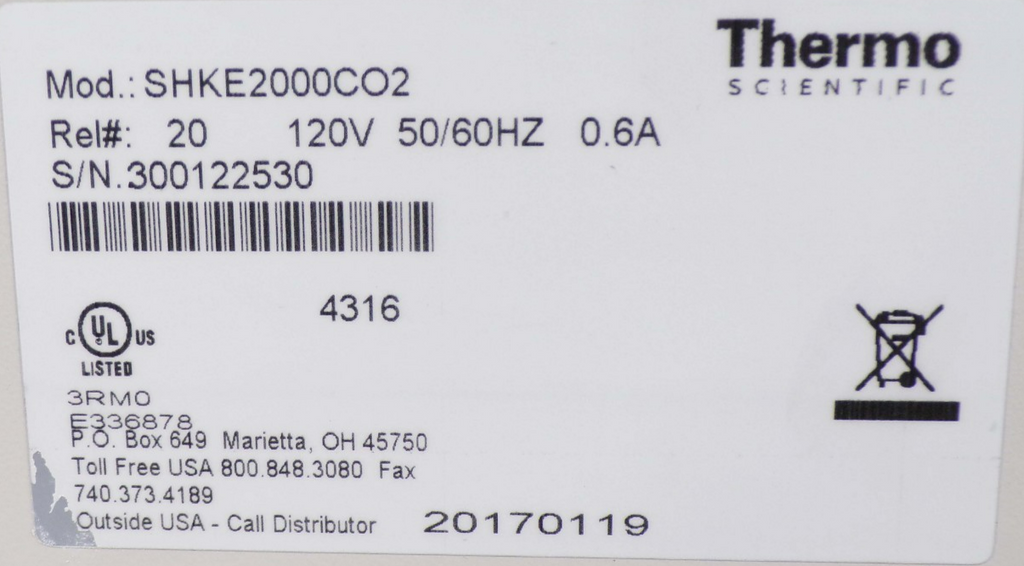 Thermo
SCIENTIFIC
Mod.: SHKE2000CO2
Rel#: 20 120V 50/60HZ 0.6A
S/N.300122530
4316
C UL US
LISTED
3RM0
E336878
P.O. Box 649 Marietta, OH 45750
Toll Free USA 800.848.3080 Fax
740.373.4189
Outside USA - Call Distributor 20170119